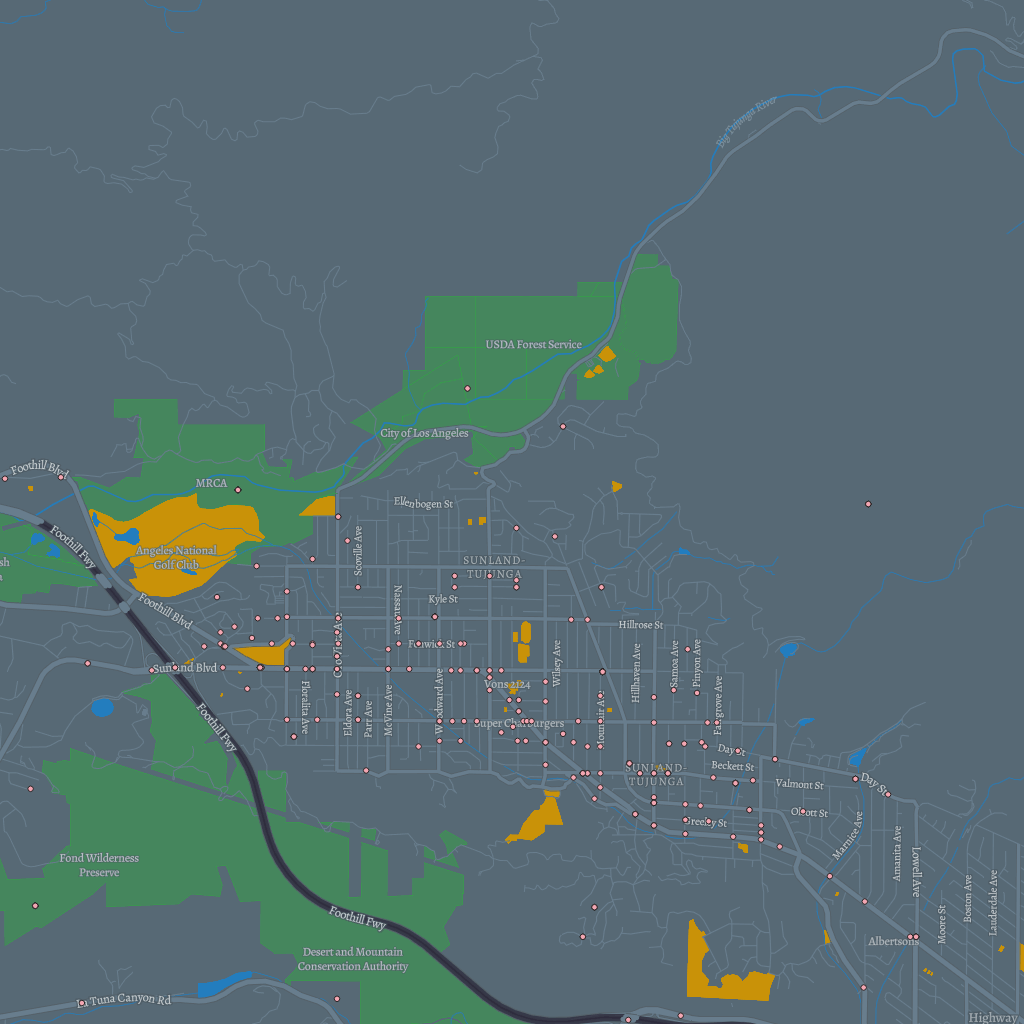 Big Tujunga River
USDA Forest Service
City of Los Angeles
Foothill Blvd
MRCA
Ellenbogen St
Foothill Fwy
Angeles National
Golf Club
Scoville Ave
SUNLAND-
TUJUNGA
Foothill Blvd
Kyle St
Nassau Ave
Hillrose St
Fenwick St
Sunland Blvd
Wilsey Ave
Hillhaven Ave
Samoa Ave
Pinyon Ave
Vons 2124
Floralita Ave
Eldora Ave
Parr Ave
McVine Ave
Woodward Ave
Fairgrove Ave
Super Charburgers
Foothill Fwy
Day St
Beckett St
SUNLAND-
TUJUNGA
Valmont St
Day St
Olcott St
Greeley St
Marnice Ave
Amanita Ave
Lowell Ave
Fond Wilderness
Preserve
Moore St
Boston Ave
Lauderdale Ave
Foothill Fwy
Albertsons
Desert and Mountain
Conservation Authority
La Tuna Canyon Rd
Highway